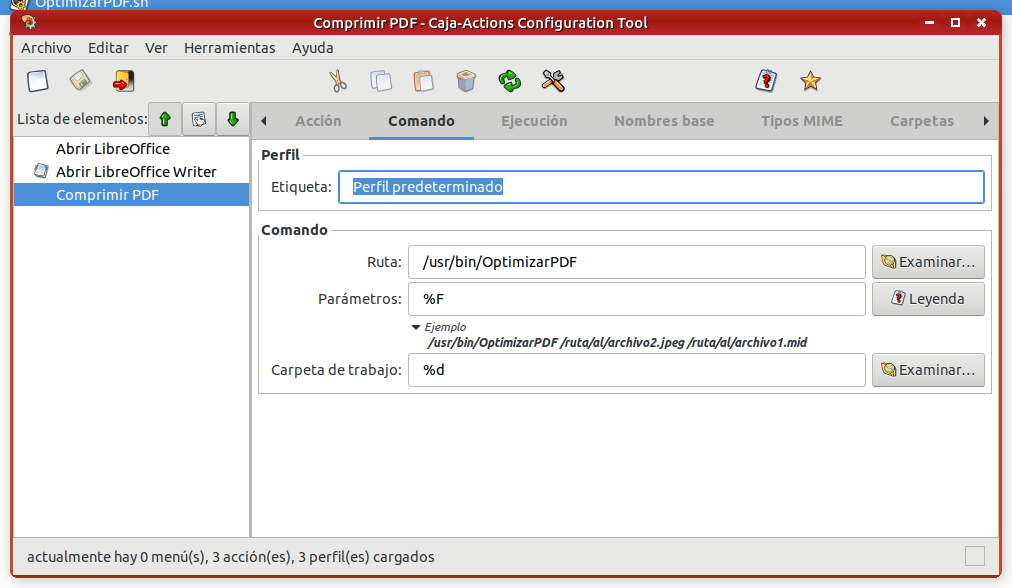 OptimizarPDF.sh
Comprimir PDF - Caja-Actions Configuration Tool
Archivo Editar Ver Herramientas Ayuda
Lista de elementos: Acción Comando Ejecución Nombres base Tipos MIME Carpetas
Abrir LibreOffice
Abrir LibreOffice Writer
Comprimir PDF
Perfil
Etiqueta: Perfil predeterminado
Comando
Ruta: /usr/bin/OptimizarPDF Examinar...
Parámetros: %F Leyenda
Ejemplo
/usr/bin/OptimizarPDF /ruta/al/archivo2.jpeg /ruta/al/archivo1.mid
Carpeta de trabajo: %d Examinar...
actualmente hay 0 menú(s), 3 acción(es), 3 perfil(es) cargados